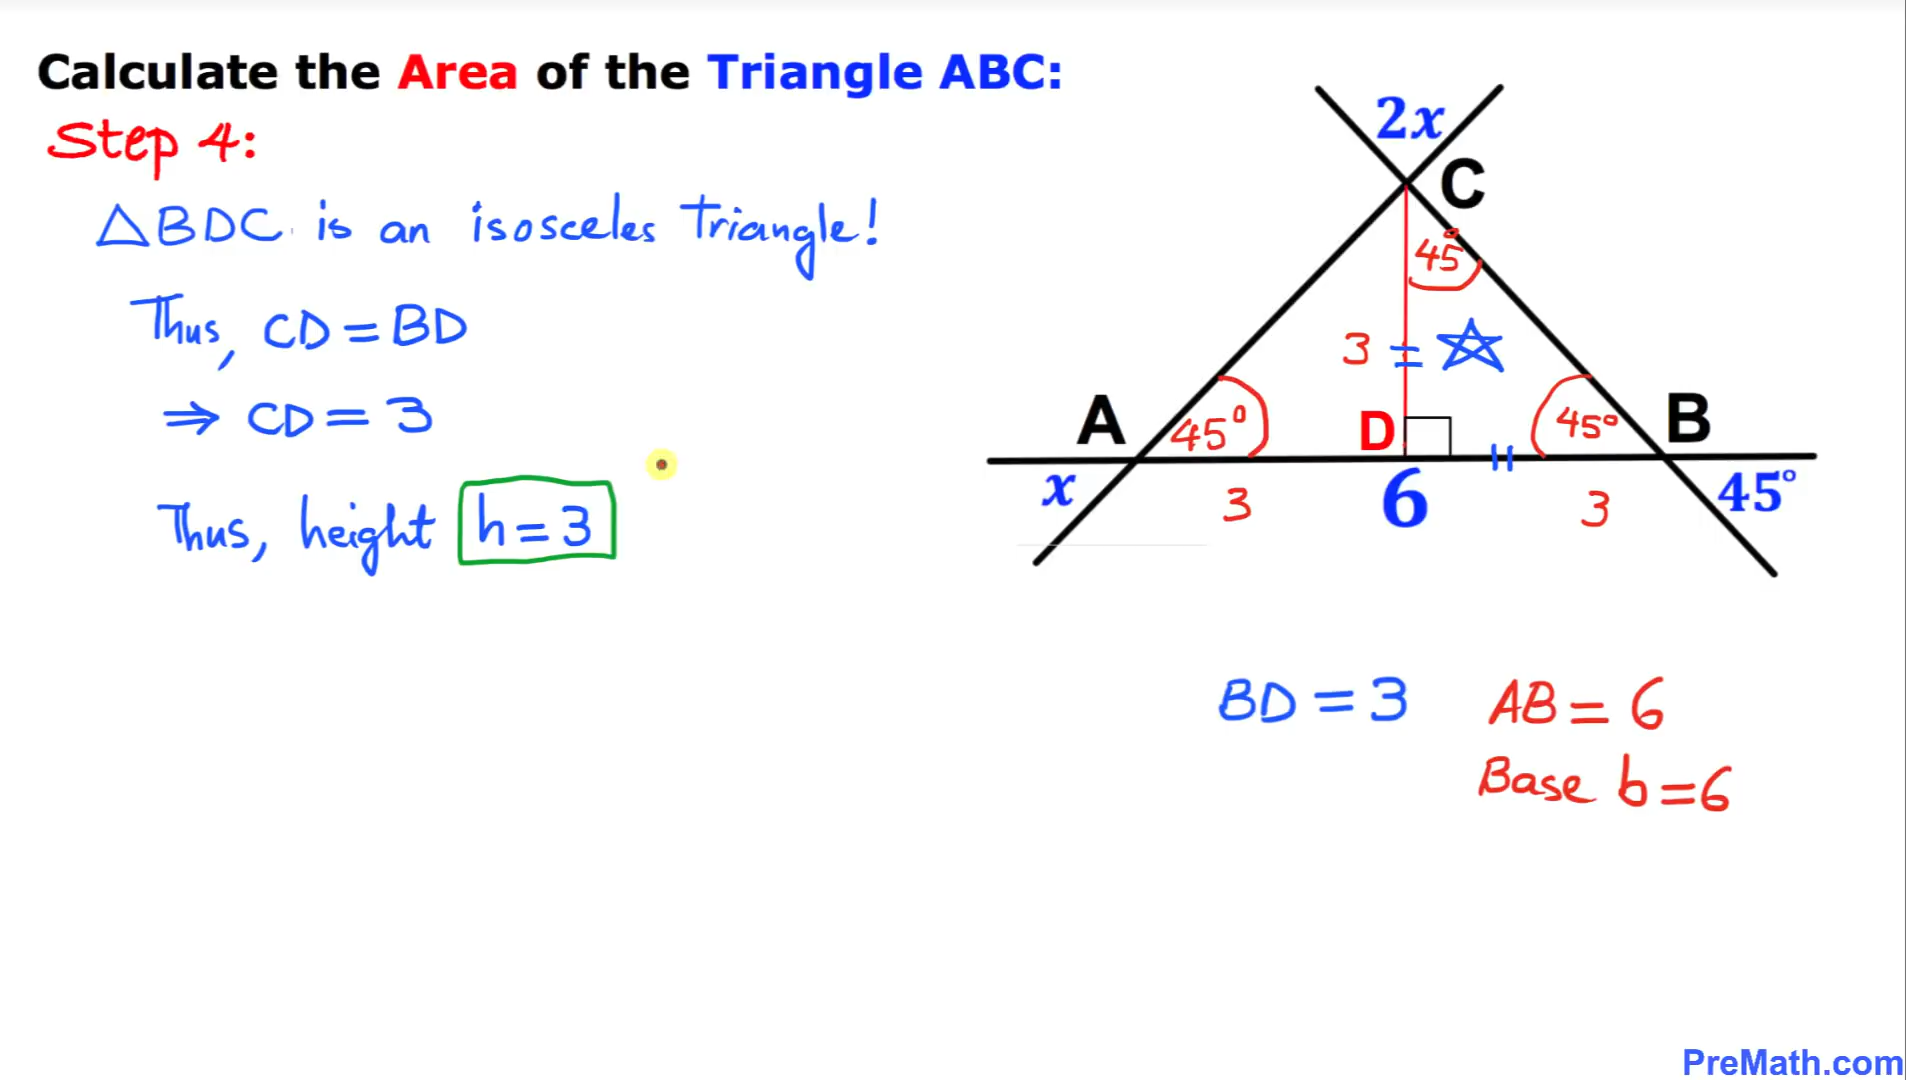 Calculate the Area of the Triangle ABC:
Step 4:
△BDC is an isosceles Triangle!
Thus, CD = BD
⇒ CD = 3
Thus, height h = 3
2x
C
45°
3 =
A
45°
D
45°
B
x
3
6
3
45°
BD = 3
AB = 6
Base b = 6
PreMath.com